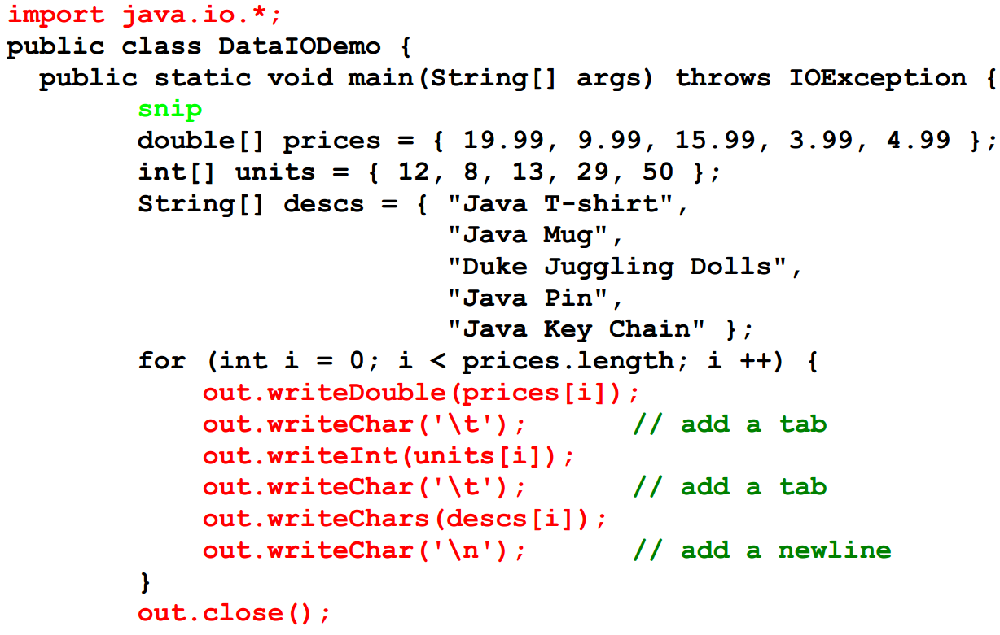 import java.io.*;
public class DataIODemo {
  public static void main(String[] args) throws IOException {
        snip
        double[] prices = { 19.99, 9.99, 15.99, 3.99, 4.99 };
        int[] units = { 12, 8, 13, 29, 50 };
        String[] descs = { "Java T-shirt",
                           "Java Mug",
                           "Duke Juggling Dolls",
                           "Java Pin",
                           "Java Key Chain" };
        for (int i = 0; i < prices.length; i ++) {
            out.writeDouble(prices[i]);
            out.writeChar('\t');       // add a tab
            out.writeInt(units[i]);
            out.writeChar('\t');       // add a tab
            out.writeChars(descs[i]);
            out.writeChar('\n');       // add a newline
        }
        out.close();